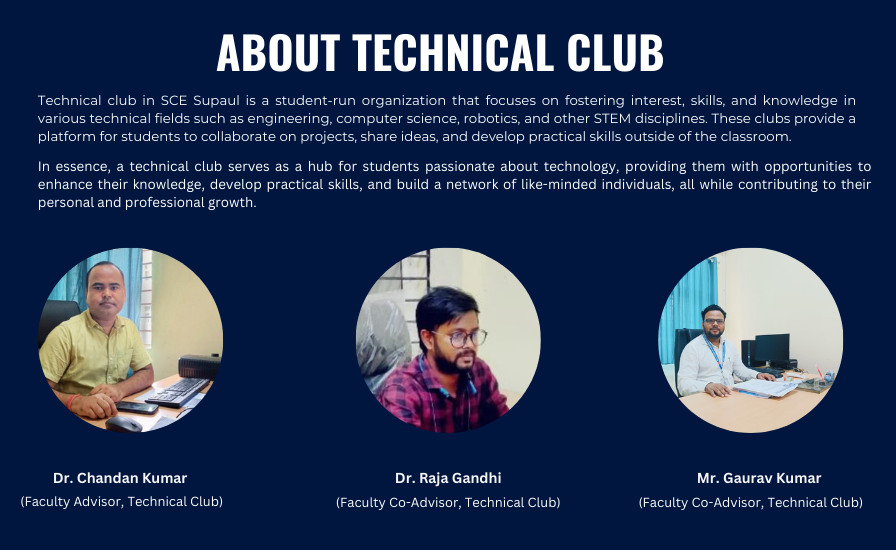 ABOUT TECHNICAL CLUB
Technical club in SCE Supaul is a student-run organization that focuses on fostering interest, skills, and knowledge in
various technical fields such as engineering, computer science, robotics, and other STEM disciplines. These clubs provide a
platform for students to collaborate on projects, share ideas, and develop practical skills outside of the classroom.
In essence, a technical club serves as a hub for students passionate about technology, providing them with opportunities to
enhance their knowledge, develop practical skills, and build a network of like-minded individuals, all while contributing to their
personal and professional growth.
Dr. Chandan Kumar
(Faculty Advisor, Technical Club)
Dr. Raja Gandhi
(Faculty Co-Advisor, Technical Club)
Mr. Gaurav Kumar
(Faculty Co-Advisor, Technical Club)